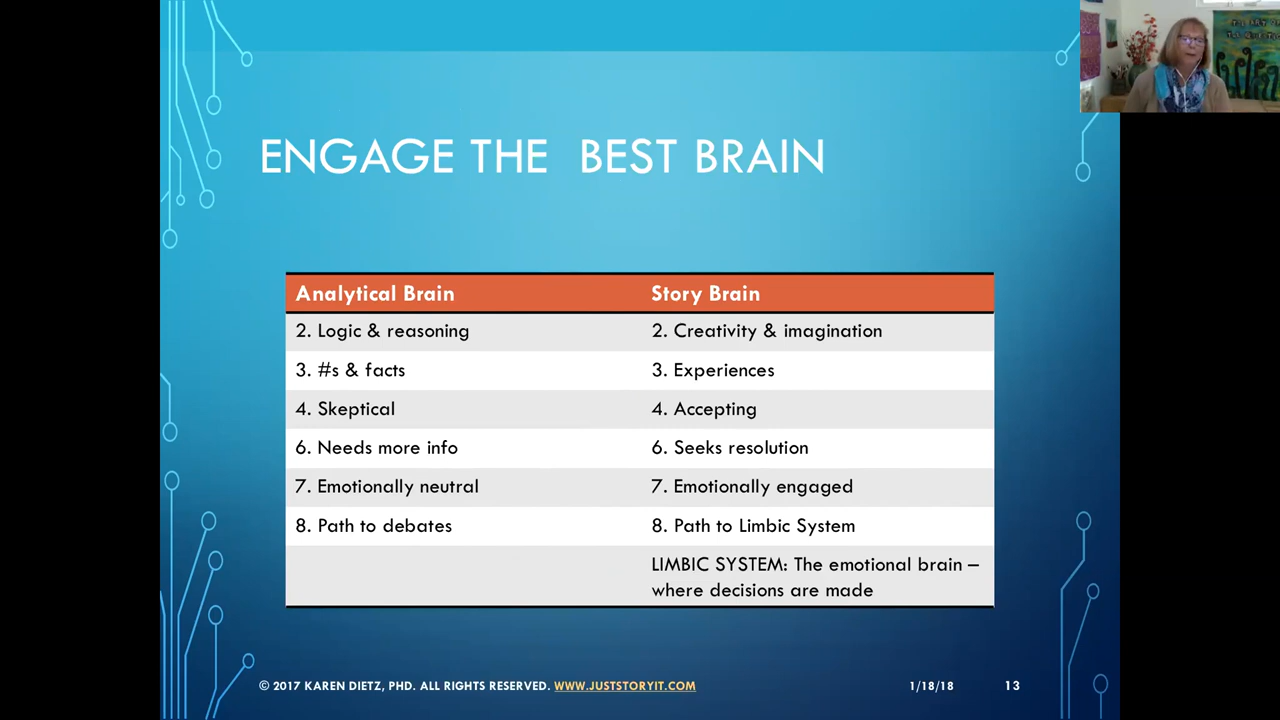 ENGAGE THE BEST BRAIN
Analytical Brain Story Brain
2. Logic & reasoning 2. Creativity & imagination
3. #s & facts 3. Experiences
4. Skeptical 4. Accepting
6. Needs more info 6. Seeks resolution
7. Emotionally neutral 7. Emotionally engaged
8. Path to debates 8. Path to Limbic System
LIMBIC SYSTEM: The emotional brain –
where decisions are made
© 2017 KAREN DIETZ, PHD. ALL RIGHTS RESERVED. WWW.JUSTSTORYIT.COM 1/18/18 13